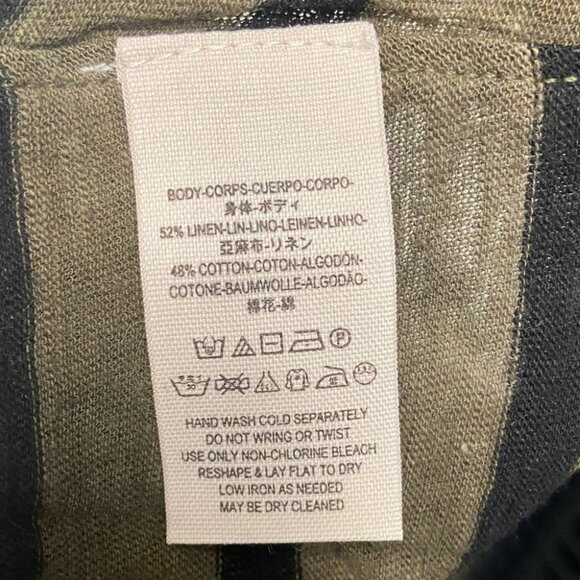 BODY-CORPS-CUERPO-CORPO-
身体-ボディ
52% LINEN-LIN-LINO-LEINEN-LINHO-
亞麻布-リネン
48% COTTON-COTON-ALGODÓN-
COTONE-BAUMWOLLE-ALGODÃO-
棉花-綿
HAND WASH COLD SEPARATELY
DO NOT WRING OR TWIST
USE ONLY NON-CHLORINE BLEACH
RESHAPE & LAY FLAT TO DRY
LOW IRON AS NEEDED
MAY BE DRY CLEANED